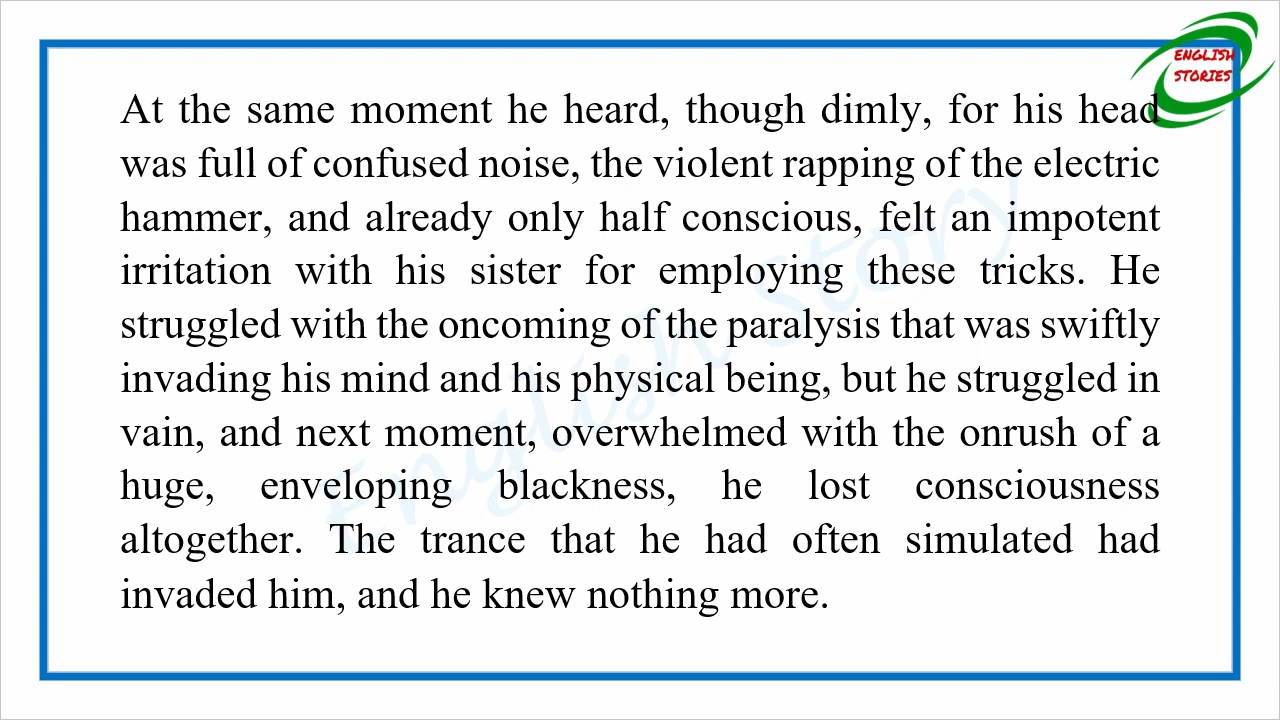 ENGLISH
STORIES
At the same moment he heard, though dimly, for his head
was full of confused noise, the violent rapping of the electric
hammer, and already only half conscious, felt an impotent
irritation with his sister for employing these tricks. He
struggled with the oncoming of the paralysis that was swiftly
invading his mind and his physical being, but he struggled in
vain, and next moment, overwhelmed with the onrush of a
huge, enveloping blackness, he lost consciousness
altogether. The trance that he had often simulated had
invaded him, and he knew nothing more.
English Story